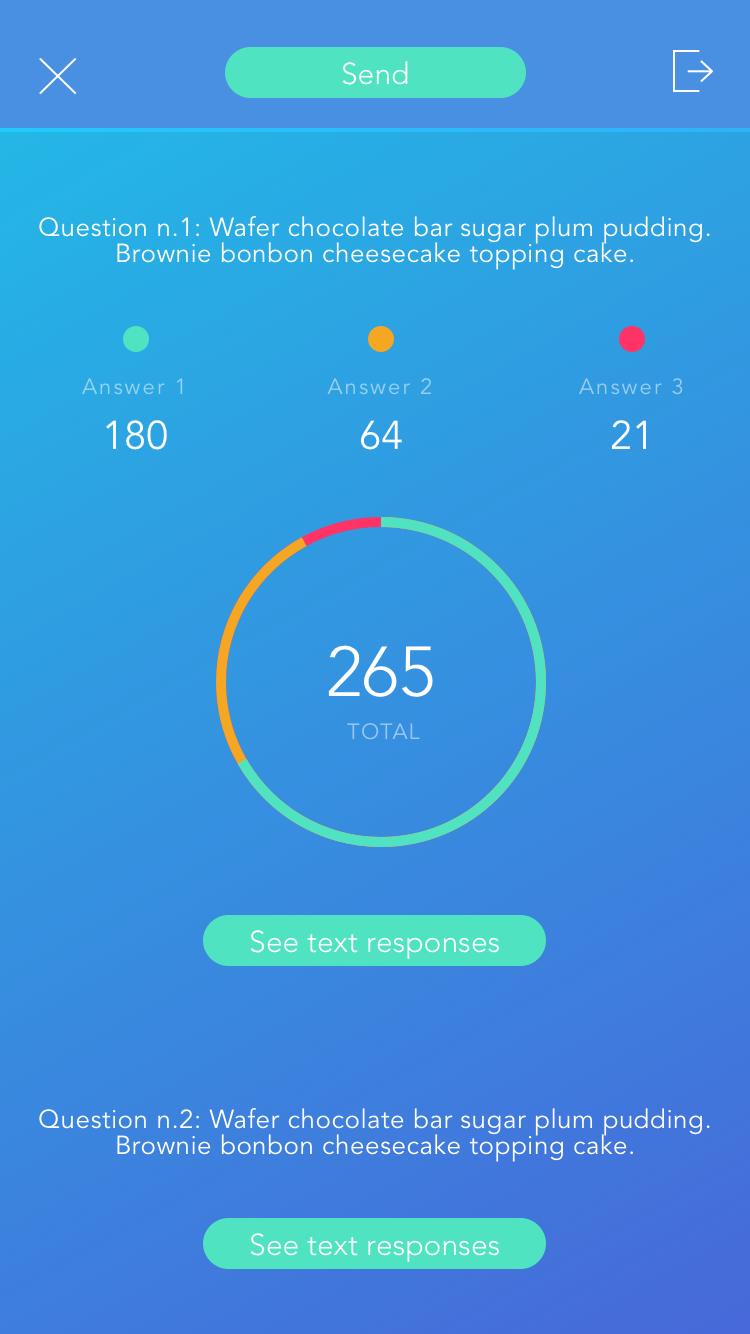 Send
Question n.1: Wafer chocolate bar sugar plum pudding.
Brownie bonbon cheesecake topping cake.
Answer 1
Answer 2
Answer 3
180
64
21
265
TOTAL
See text responses
Question n.2: Wafer chocolate bar sugar plum pudding.
Brownie bonbon cheesecake topping cake.
See text responses